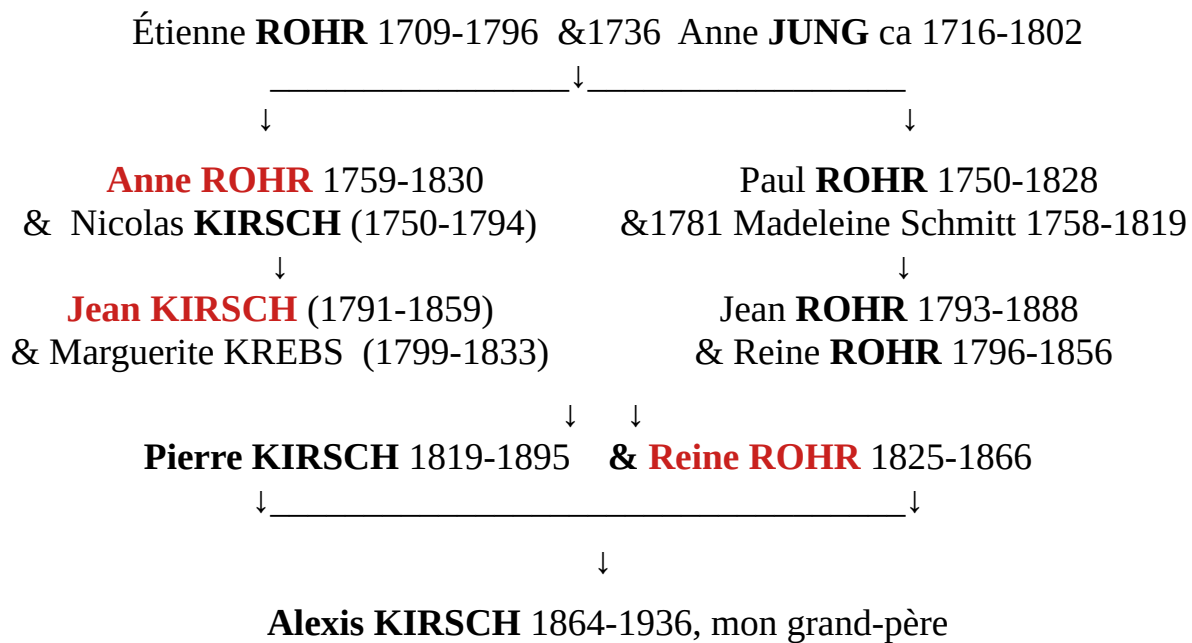 Étienne ROHR 1709-1796 &1736 Anne JUNG ca 1716-1802
↓
↓ ↓
Anne ROHR 1759-1830 Paul ROHR 1750-1828
& Nicolas KIRSCH (1750-1794) &1781 Madeleine Schmitt 1758-1819
↓ ↓
Jean KIRSCH (1791-1859) Jean ROHR 1793-1888
& Marguerite KREBS (1799-1833) & Reine ROHR 1796-1856
↓ ↓
Pierre KIRSCH 1819-1895 & Reine ROHR 1825-1866
↓ ↓
↓
Alexis KIRSCH 1864-1936, mon grand-père